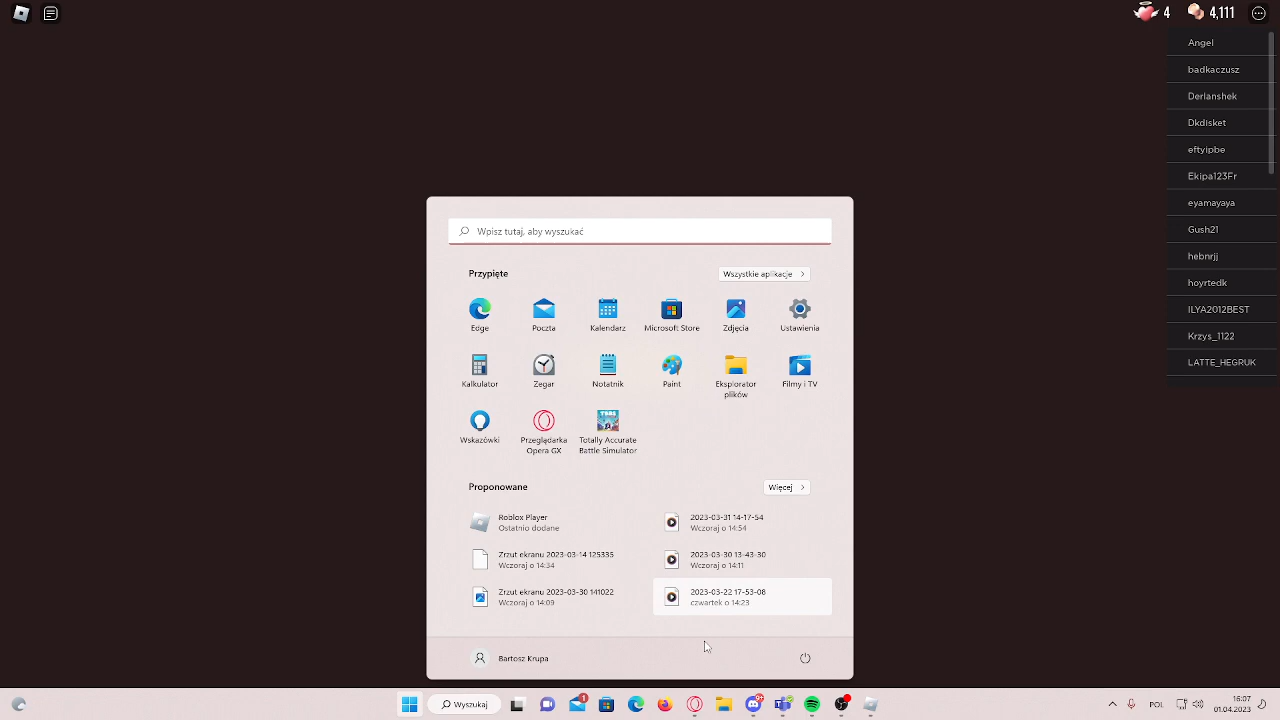 4
4,111
Angel
badkaczusz
Derlanshek
Dkdisket
eftyipbe
Ekipa123Fr
eyamayaya
Gush21
hebnrjj
hoyrtedk
ILYA2012BEST
Krzys_1122
LATTE_HEGRUK
Wpisz tutaj, aby wyszukać
Przypięte
Wszystkie aplikacje
Edge
Poczta
Kalendarz
Microsoft Store
Zdjęcia
Ustawienia
Kalkulator
Zegar
Notatnik
Paint
Eksplorator
plików
Filmy i TV
Wskazówki
Przeglądarka
Opera GX
Totally Accurate
Battle Simulator
Proponowane
Więcej
Roblox Player
Ostatnio dodane
2023-03-31 14-17-54
Wczoraj o 14:54
Zrzut ekranu 2023-03-14 125335
Wczoraj o 14:34
2023-03-30 13-43-30
Wczoraj o 14:11
Zrzut ekranu 2023-03-30 141022
Wczoraj o 14:09
2023-03-22 17-53-08
czwartek o 14:23
Bartosz Krupa
Wyszukaj
1
9+
POL
16:07
01.04.2023